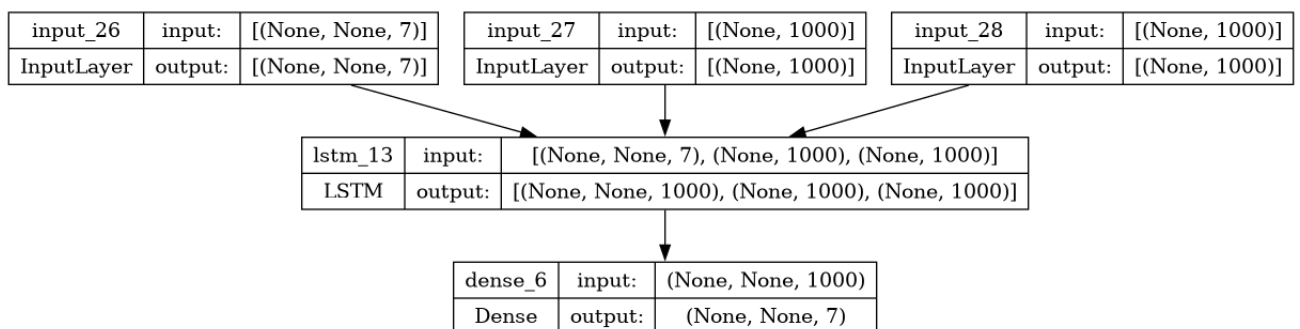 input_26 input: [(None, None, 7)] input_27 input: [(None, 1000)] input_28 input: [(None, 1000)]
InputLayer output: [(None, None, 7)] InputLayer output: [(None, 1000)] InputLayer output: [(None, 1000)]
lstm_13 input: [(None, None, 7), (None, 1000), (None, 1000)]
LSTM output: [(None, None, 1000), (None, 1000), (None, 1000)]
dense_6 input: (None, None, 1000)
Dense output: (None, None, 7)